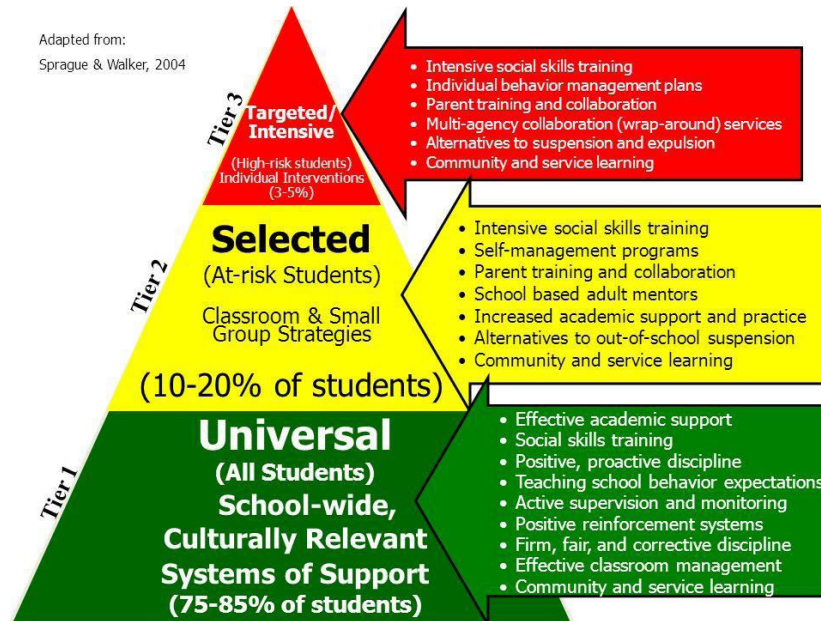 Adapted from:
Sprague & Walker, 2004
Tier 3
Targeted/
Intensive
(High-risk students)
Individual Interventions
(3-5%)
• Intensive social skills training
• Individual behavior management plans
• Parent training and collaboration
• Multi-agency collaboration (wrap-around) services
• Alternatives to suspension and expulsion
• Community and service learning
Tier 2
Selected
(At-risk Students)
Classroom & Small
Group Strategies
(10-20% of students)
• Intensive social skills training
• Self-management programs
• Parent training and collaboration
• School based adult mentors
• Increased academic support and practice
• Alternatives to out-of-school suspension
• Community and service learning
Tier 1
Universal
(All Students)
School-wide,
Culturally Relevant
Systems of Support
(75-85% of students)
• Effective academic support
• Social skills training
• Positive, proactive discipline
• Teaching school behavior expectations
• Active supervision and monitoring
• Positive reinforcement systems
• Firm, fair, and corrective discipline
• Effective classroom management
• Community and service learning